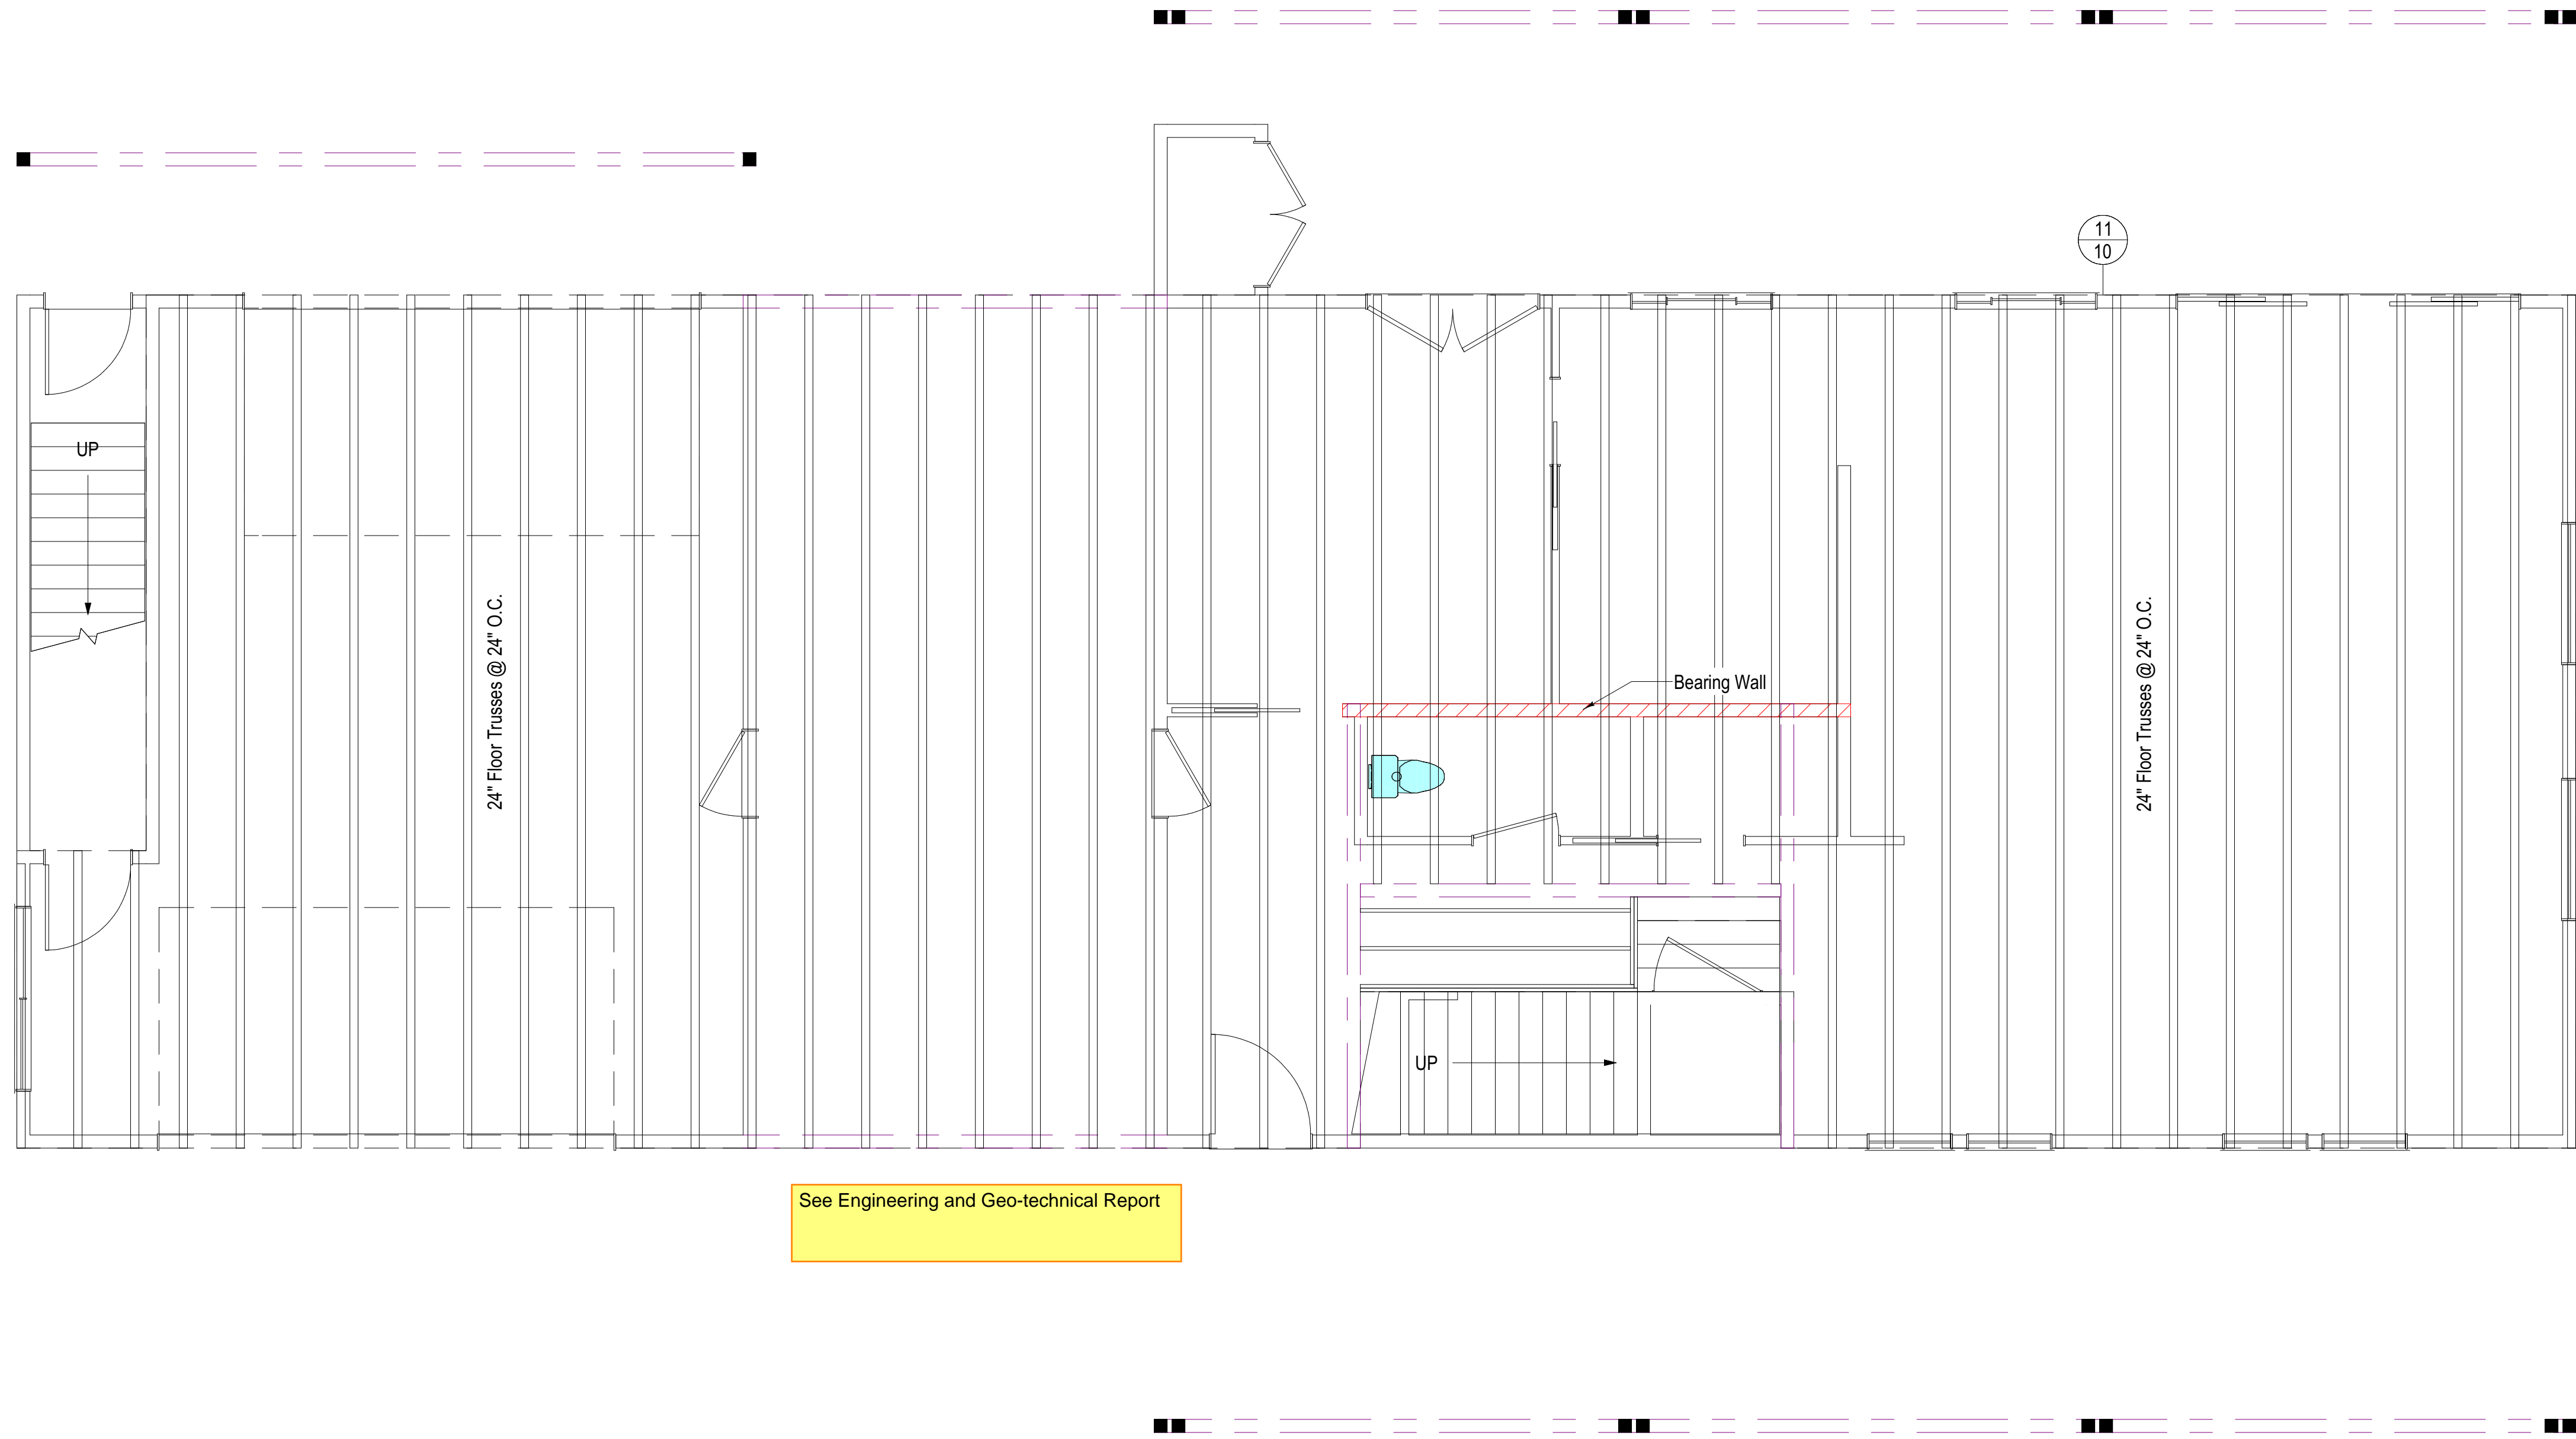 11
10
UP
24" Floor Trusses @ 24" O.C.
24" Floor Trusses @ 24" O.C.
Bearing Wall
UP
See Engineering and Geo-technical Report